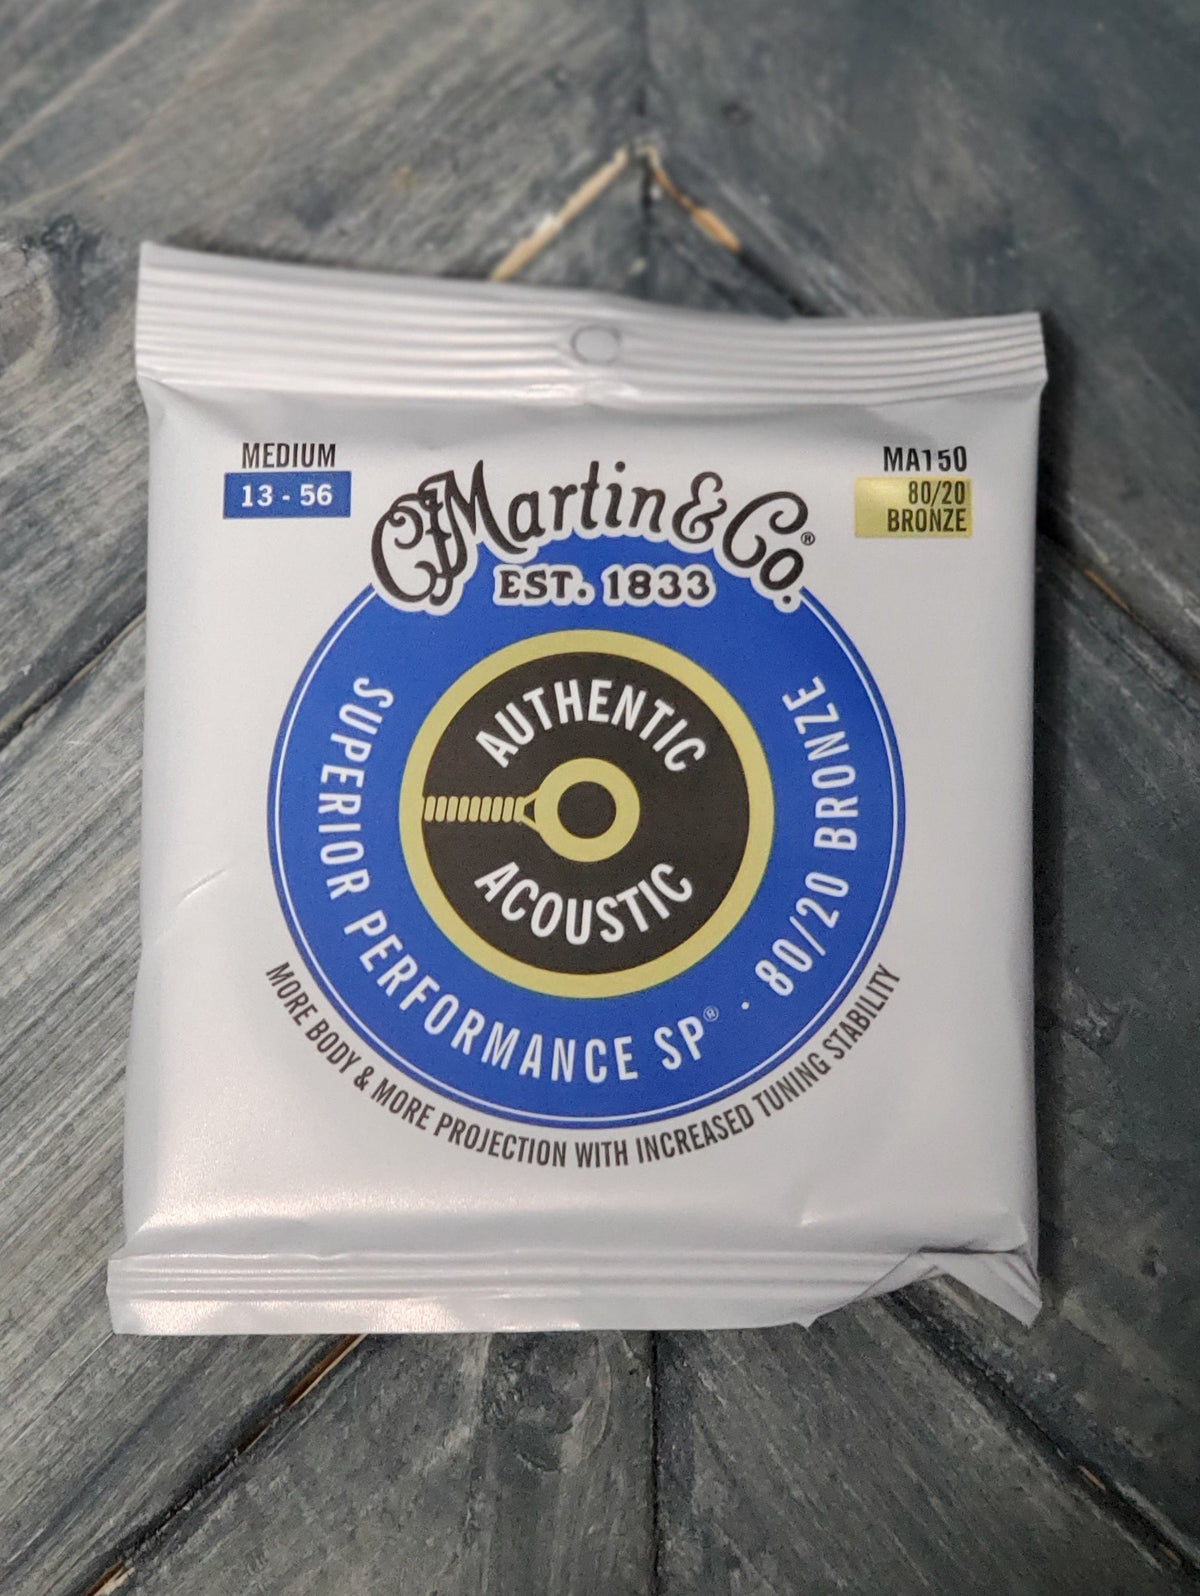 MEDIUM
13 - 56
MA150
80/20
BRONZE
CFMartin & Co.®
EST. 1833
AUTHENTIC
ACOUSTIC
SUPERIOR PERFORMANCE SP® · 80/20 BRONZE
MORE BODY & MORE PROJECTION WITH INCREASED TUNING STABILITY